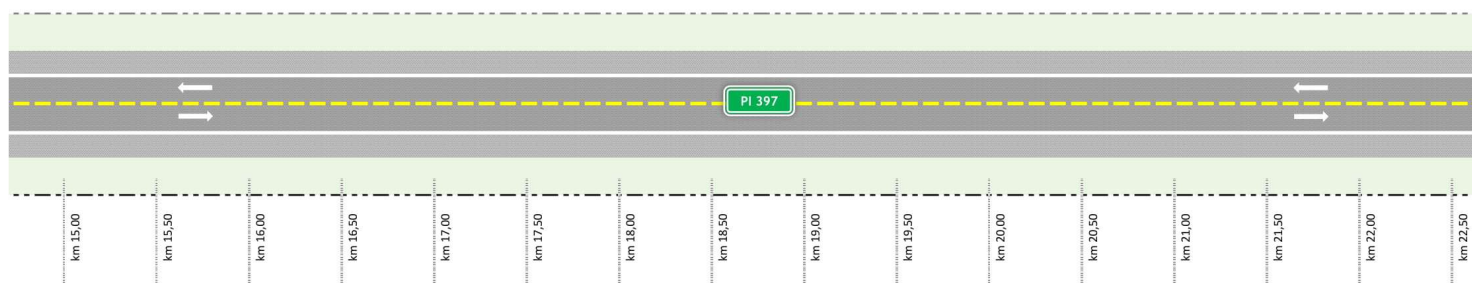 PI 397
km 15,00
km 15,50
km 16,00
km 16,50
km 17,00
km 17,50
km 18,00
km 18,50
km 19,00
km 19,50
km 20,00
km 20,50
km 21,00
km 21,50
km 22,00
km 22,50